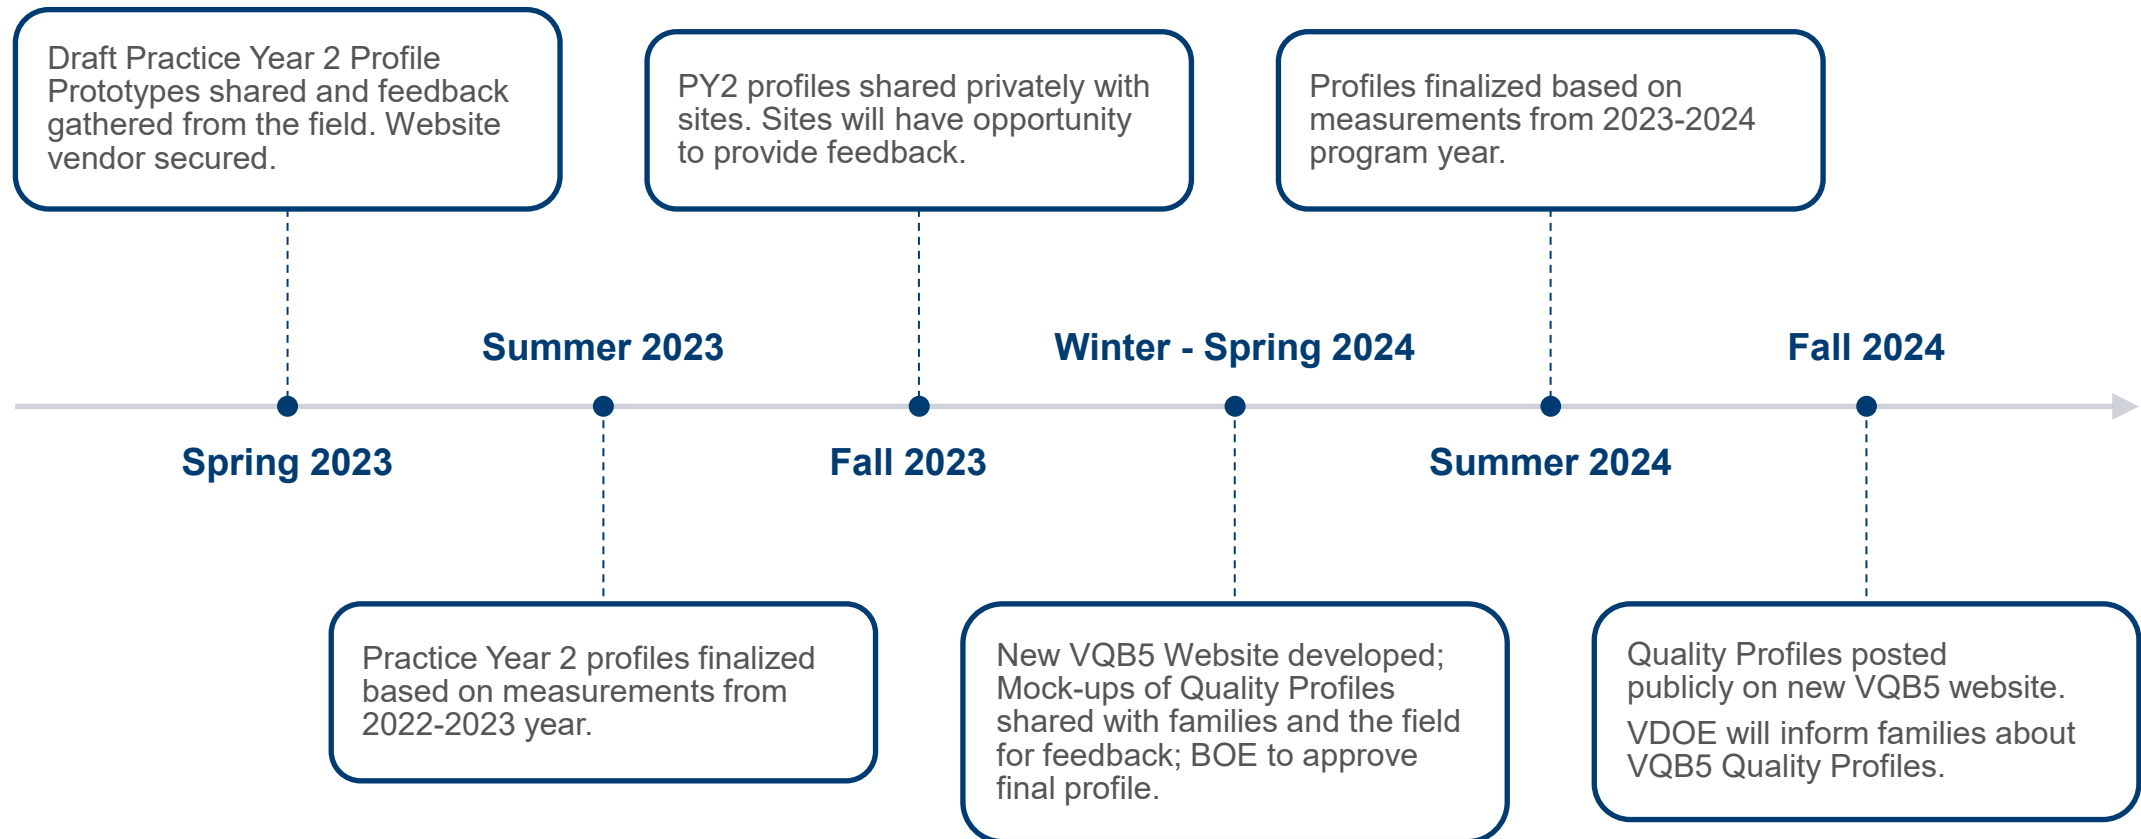 Draft Practice Year 2 Profile
Prototypes shared and feedback
gathered from the field. Website
vendor secured.
PY2 profiles shared privately with
sites. Sites will have opportunity
to provide feedback.
Profiles finalized based on
measurements from 2023-2024
program year.
Summer 2023
Winter - Spring 2024
Fall 2024
Spring 2023
Fall 2023
Summer 2024
Practice Year 2 profiles finalized
based on measurements from
2022-2023 year.
New VQB5 Website developed;
Mock-ups of Quality Profiles
shared with families and the field
for feedback; BOE to approve
final profile.
Quality Profiles posted
publicly on new VQB5 website.
VDOE will inform families about
VQB5 Quality Profiles.